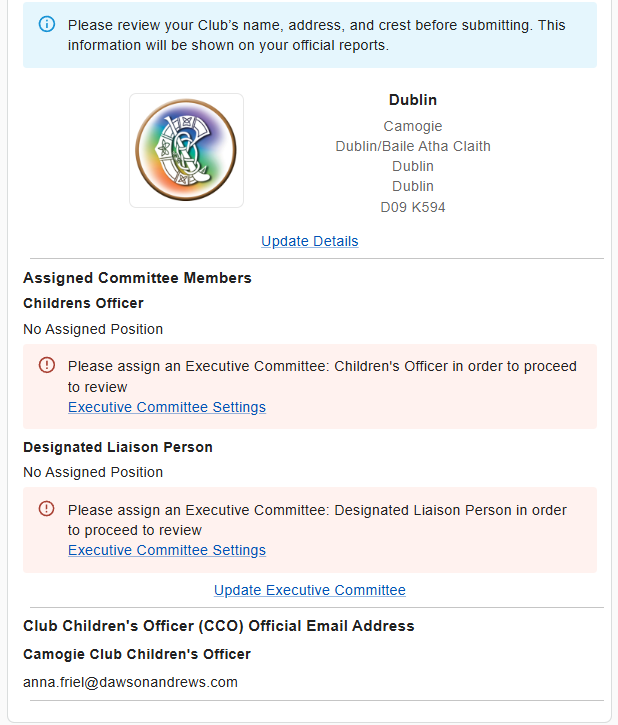 Please review your Club’s name, address, and crest before submitting. This
information will be shown on your official reports.
Dublin
Camogie
Dublin/Baile Atha Claith
Dublin
Dublin
D09 K594
Update Details
Assigned Committee Members
Childrens Officer
No Assigned Position
Please assign an Executive Committee: Children's Officer in order to proceed
to review
Executive Committee Settings
Designated Liaison Person
No Assigned Position
Please assign an Executive Committee: Designated Liaison Person in order
to proceed to review
Executive Committee Settings
Update Executive Committee
Club Children's Officer (CCO) Official Email Address
Camogie Club Children's Officer
anna.friel@dawsonandrews.com